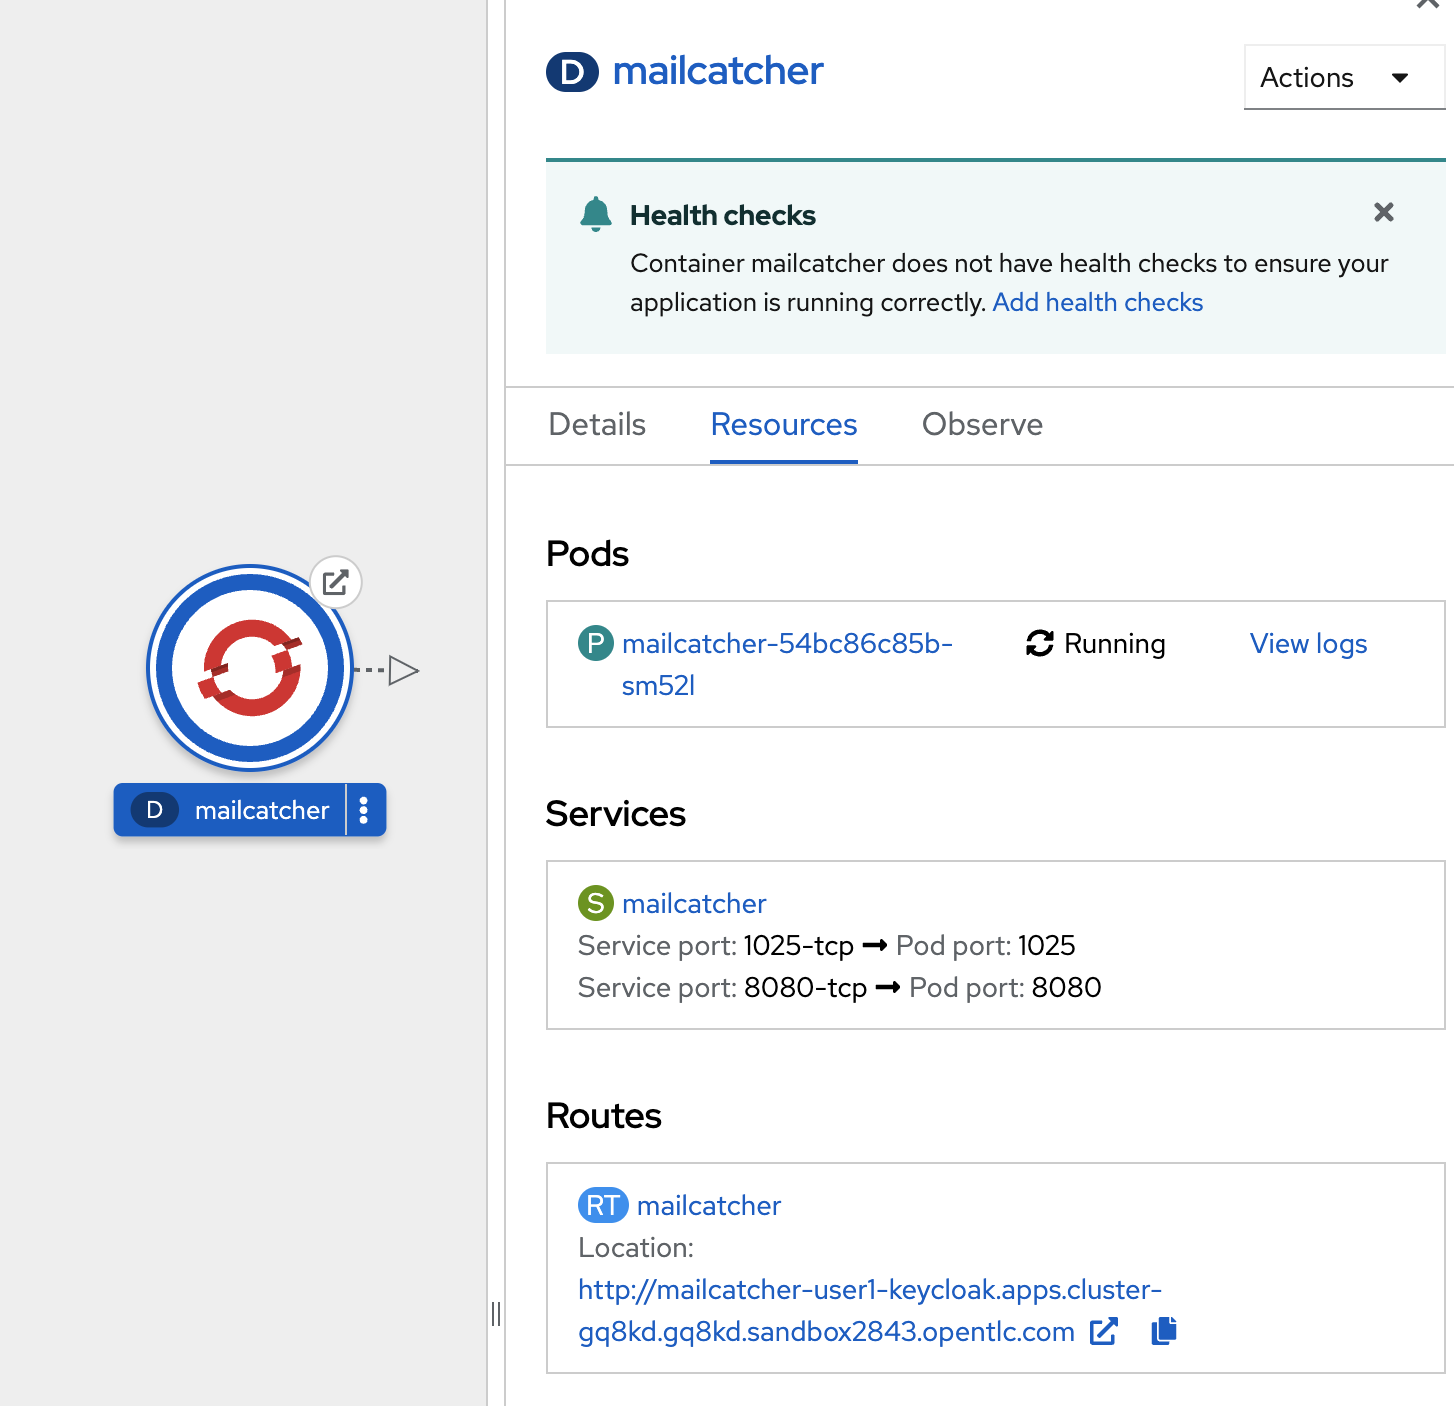 D mailcatcher
Actions
Health checks
Container mailcatcher does not have health checks to ensure your
application is running correctly. Add health checks
Details Resources Observe
Pods
P mailcatcher-54bc86c85b-
sm52l
Running
View logs
Services
S mailcatcher
Service port: 1025-tcp → Pod port: 1025
Service port: 8080-tcp → Pod port: 8080
Routes
RT mailcatcher
Location:
http://mailcatcher-user1-keycloak.apps.cluster-
gq8kd.gq8kd.sandbox2843.opentlc.com
D mailcatcher